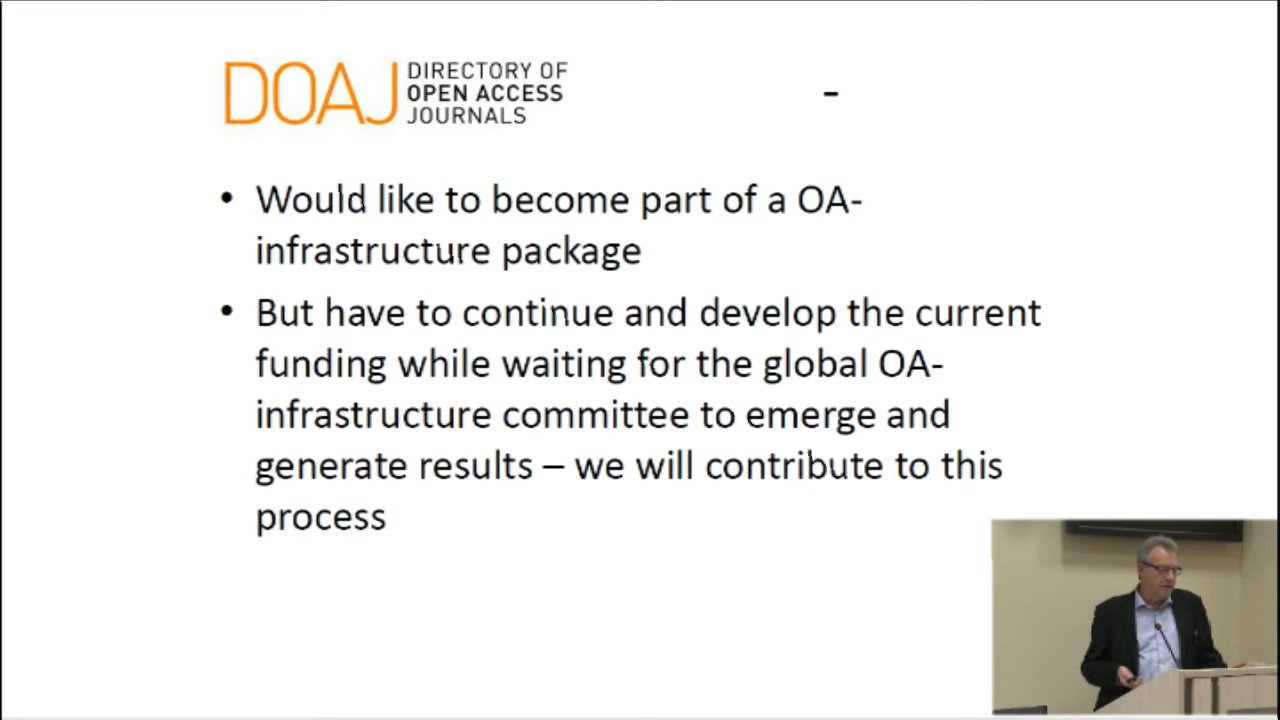 DOAJ DIRECTORY OF
OPEN ACCESS
JOURNALS
-
• Would like to become part of a OA-
infrastructure package
• But have to continue and develop the current
funding while waiting for the global OA-
infrastructure committee to emerge and
generate results – we will contribute to this
process